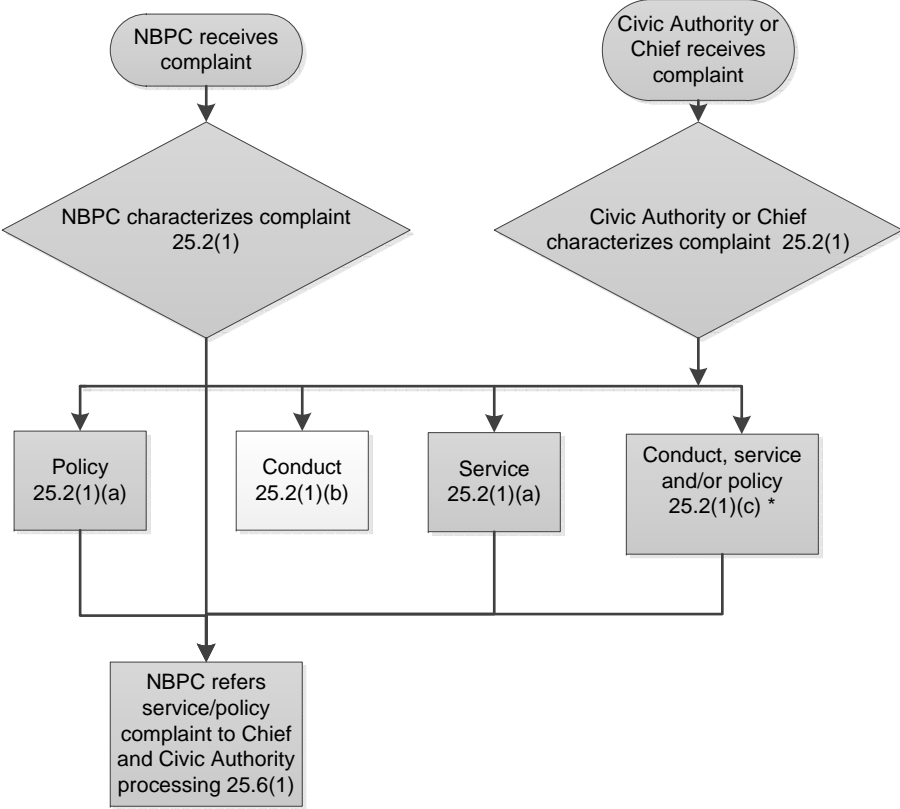 NBPC receives
complaint
Civic Authority or
Chief receives
complaint
NBPC characterizes complaint
25.2(1)
Civic Authority or Chief
characterizes complaint 25.2(1)
Policy
25.2(1)(a)
Conduct
25.2(1)(b)
Service
25.2(1)(a)
Conduct, service
and/or policy
25.2(1)(c) *
NBPC refers
service/policy
complaint to Chief
and Civic Authority
processing 25.6(1)